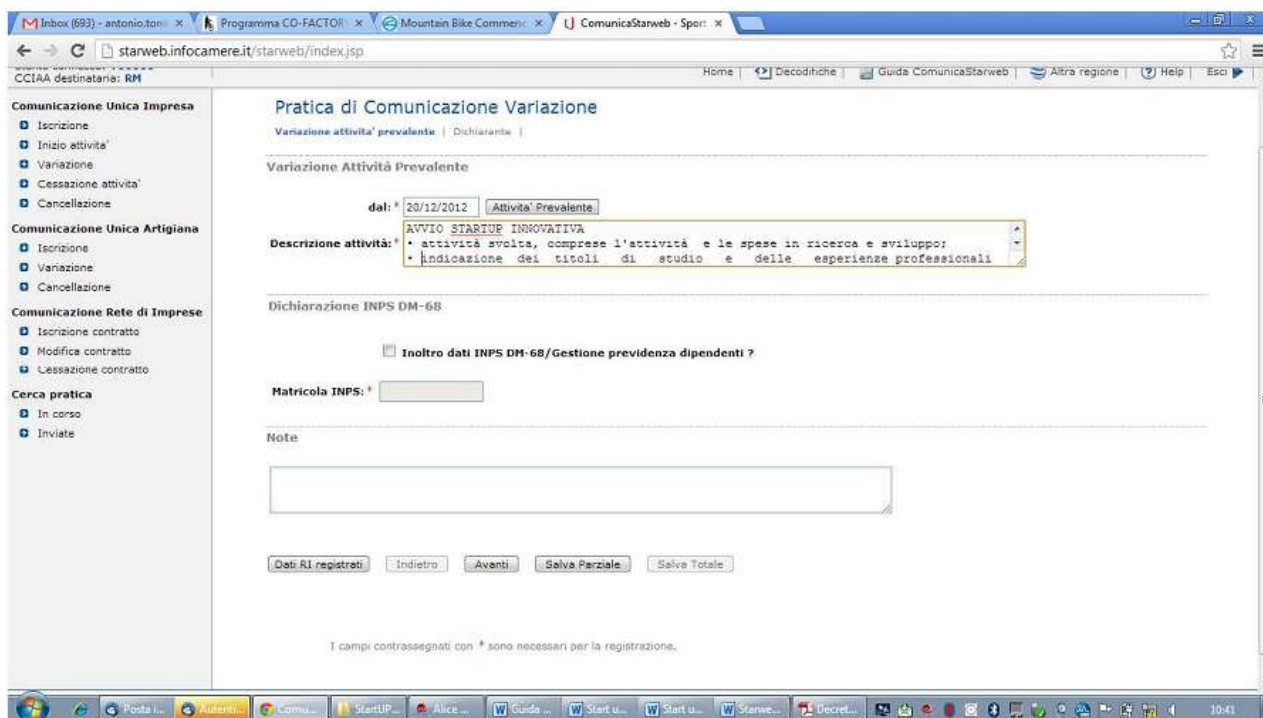 Inbox (693) - antonio.ton
Programma CO-FACTOR
Mountain Bike Commenc
ComunicaStarweb - Sport
starweb.infocamere.it/starweb/index.jsp
CCIAA destinataria: RM
Home | Decodifiche | Guida ComunicaStarweb | Altra regione | Help | Esci
Comunicazione Unica Impresa
Iscrizione
Inizio attivita'
Variazione
Cessazione attivita'
Cancellazione
Comunicazione Unica Artigiana
Iscrizione
Variazione
Cancellazione
Comunicazione Rete di Imprese
Iscrizione contratto
Modifica contratto
Cessazione contratto
Cerca pratica
In corso
Inviate
Pratica di Comunicazione Variazione
Variazione attivita' prevalente | Dichiarante |
Variazione Attività Prevalente
dal: * 20/12/2012 Attivita' Prevalente
Descrizione attività: *
AVVIO STARTUP INNOVATIVA
• attività svolta, comprese l'attività e le spese in ricerca e sviluppo;
• indicazione dei titoli di studio e delle esperienze professionali
Dichiarazione INPS DM-68
Inoltro dati INPS DM-68/Gestione previdenza dipendenti ?
Matricola INPS: *
Note
Dati RI registrati Indietro Avanti Salva Parziale Salva Totale
I campi contrassegnati con * sono necessari per la registrazione.
Posta i... Autenti... Comu... StartUP... Alice ... Guida ... Start u... Start u... Starwe... Decret... 10:41